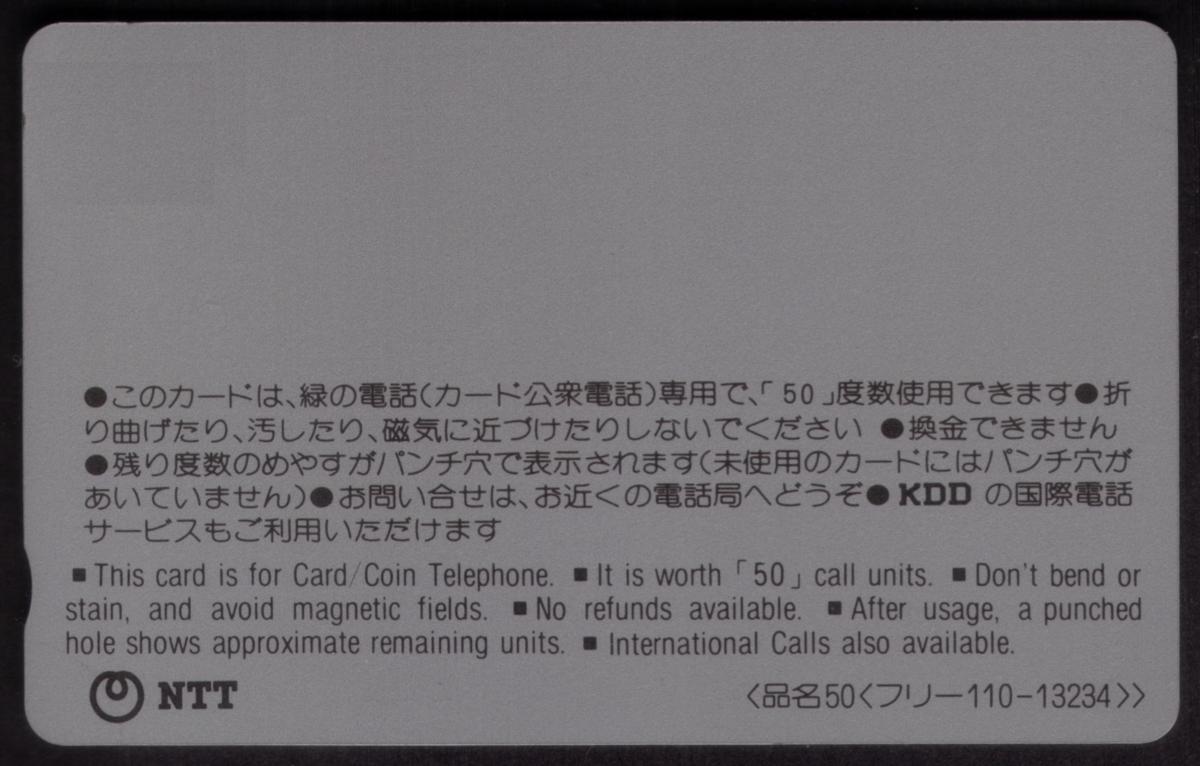 ●このカードは、緑の電話(カード公衆電話)専用で、「50」度数使用できます●折
り曲げたり、汚したり、磁気に近づけたりしないでください ●換金できません
●残り度数のめやすがパンチ穴で表示されます(未使用のカードにはパンチ穴が
あいていません)●お問い合せは、お近くの電話局へどうぞ● KDD の国際電話
サービスもご利用いただけます
■This card is for Card/Coin Telephone. ■It is worth「50」call units. ■Don't bend or
stain, and avoid magnetic fields. ■No refunds available. ■After usage, a punched
hole shows approximate remaining units. ■ International Calls also available.
NTT
〈品名50〈フリー110-13234〉〉